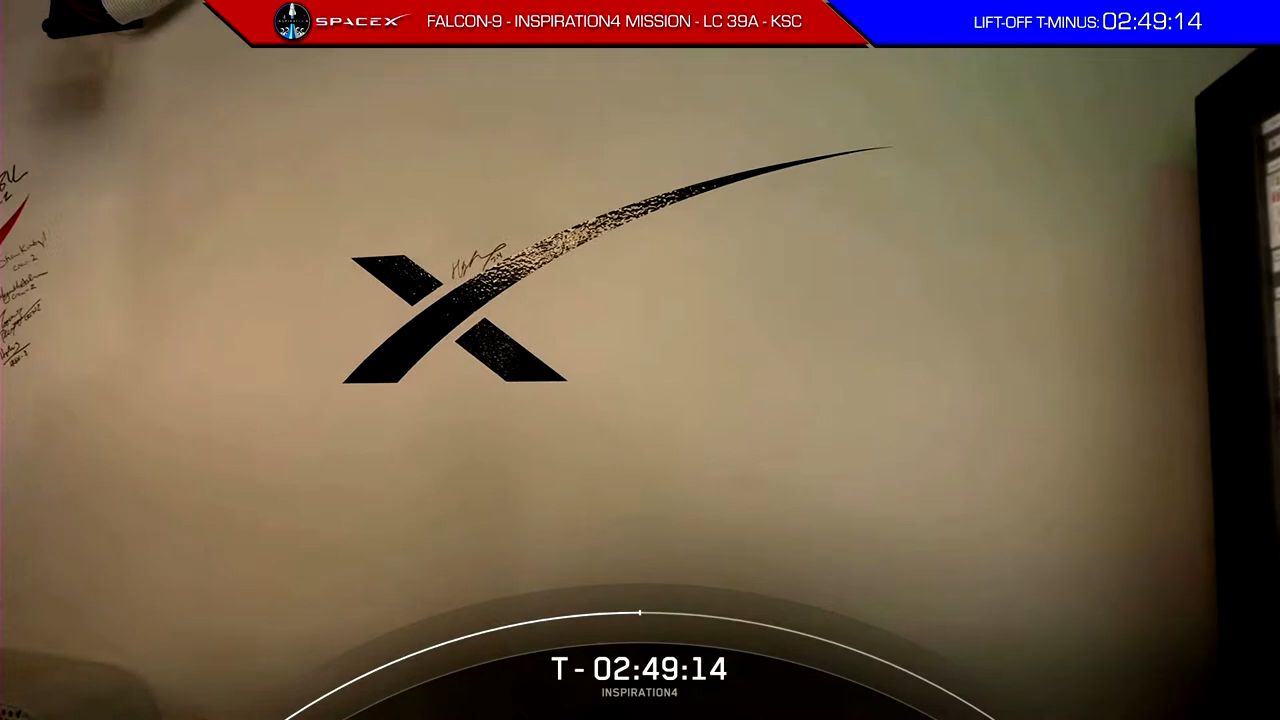 SPACEX
FALCON-9 - INSPIRATION4 MISSION - LC 39A - KSC
LIFT-OFF T-MINUS: 02:49:14
T - 02:49:14
INSPIRATION4